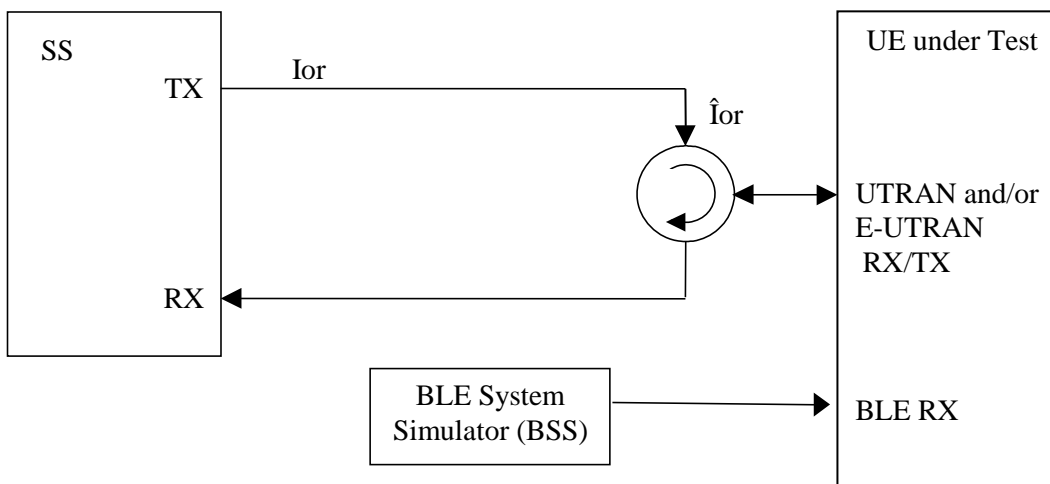 SS
TX
Ior
Îor
UE under Test
UTRAN and/or
E-UTRAN
RX/TX
RX
BLE System
Simulator (BSS)
BLE RX